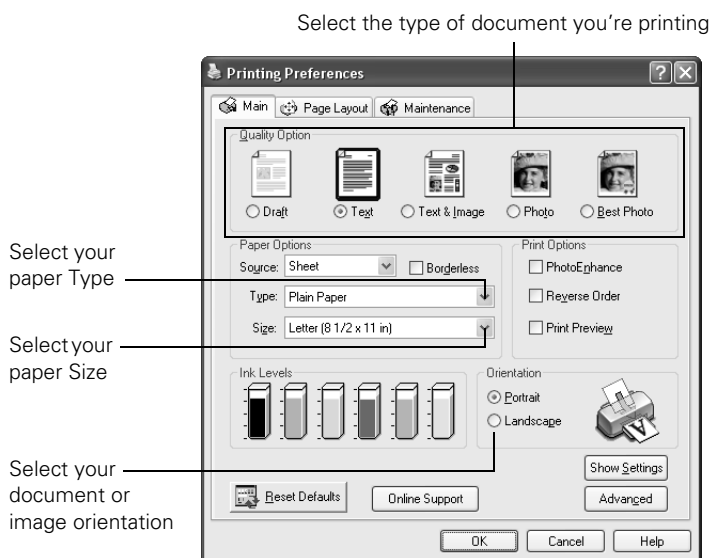 Select the type of document you're printing
Printing Preferences
Main
Page Layout
Maintenance
Quality Option
Draft
Text
Text & Image
Photo
Best Photo
Select your
paper Type
Select your
paper Size
Paper Options
Source: Sheet
Borderless
Type: Plain Paper
Size: Letter (8 1/2 x 11 in)
Print Options
PhotoEnhance
Reverse Order
Print Preview
Ink Levels
Orientation
Portrait
Landscape
A
Select your
document or
image orientation
Show Settings
Reset Defaults
Online Support
Advanced
OK
Cancel
Help